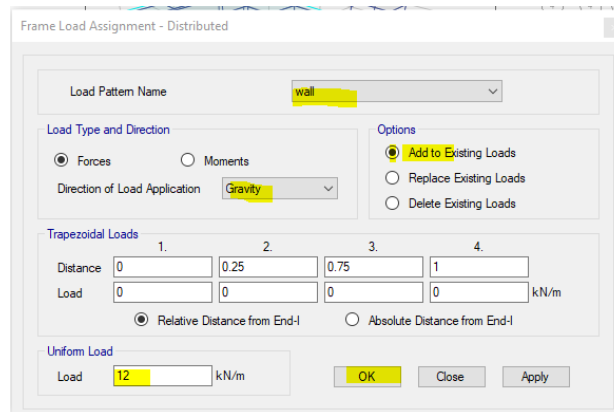 Frame Load Assignment - Distributed
Load Pattern Name wall
Load Type and Direction
Forces Moments
Direction of Load Application Gravity
Options
Add to Existing Loads
Replace Existing Loads
Delete Existing Loads
Trapezoidal Loads
1. 2. 3. 4.
Distance 0 0.25 0.75 1
Load 0 0 0 0 kN/m
Relative Distance from End-I Absolute Distance from End-I
Uniform Load
Load 12 kN/m
OK Close Apply